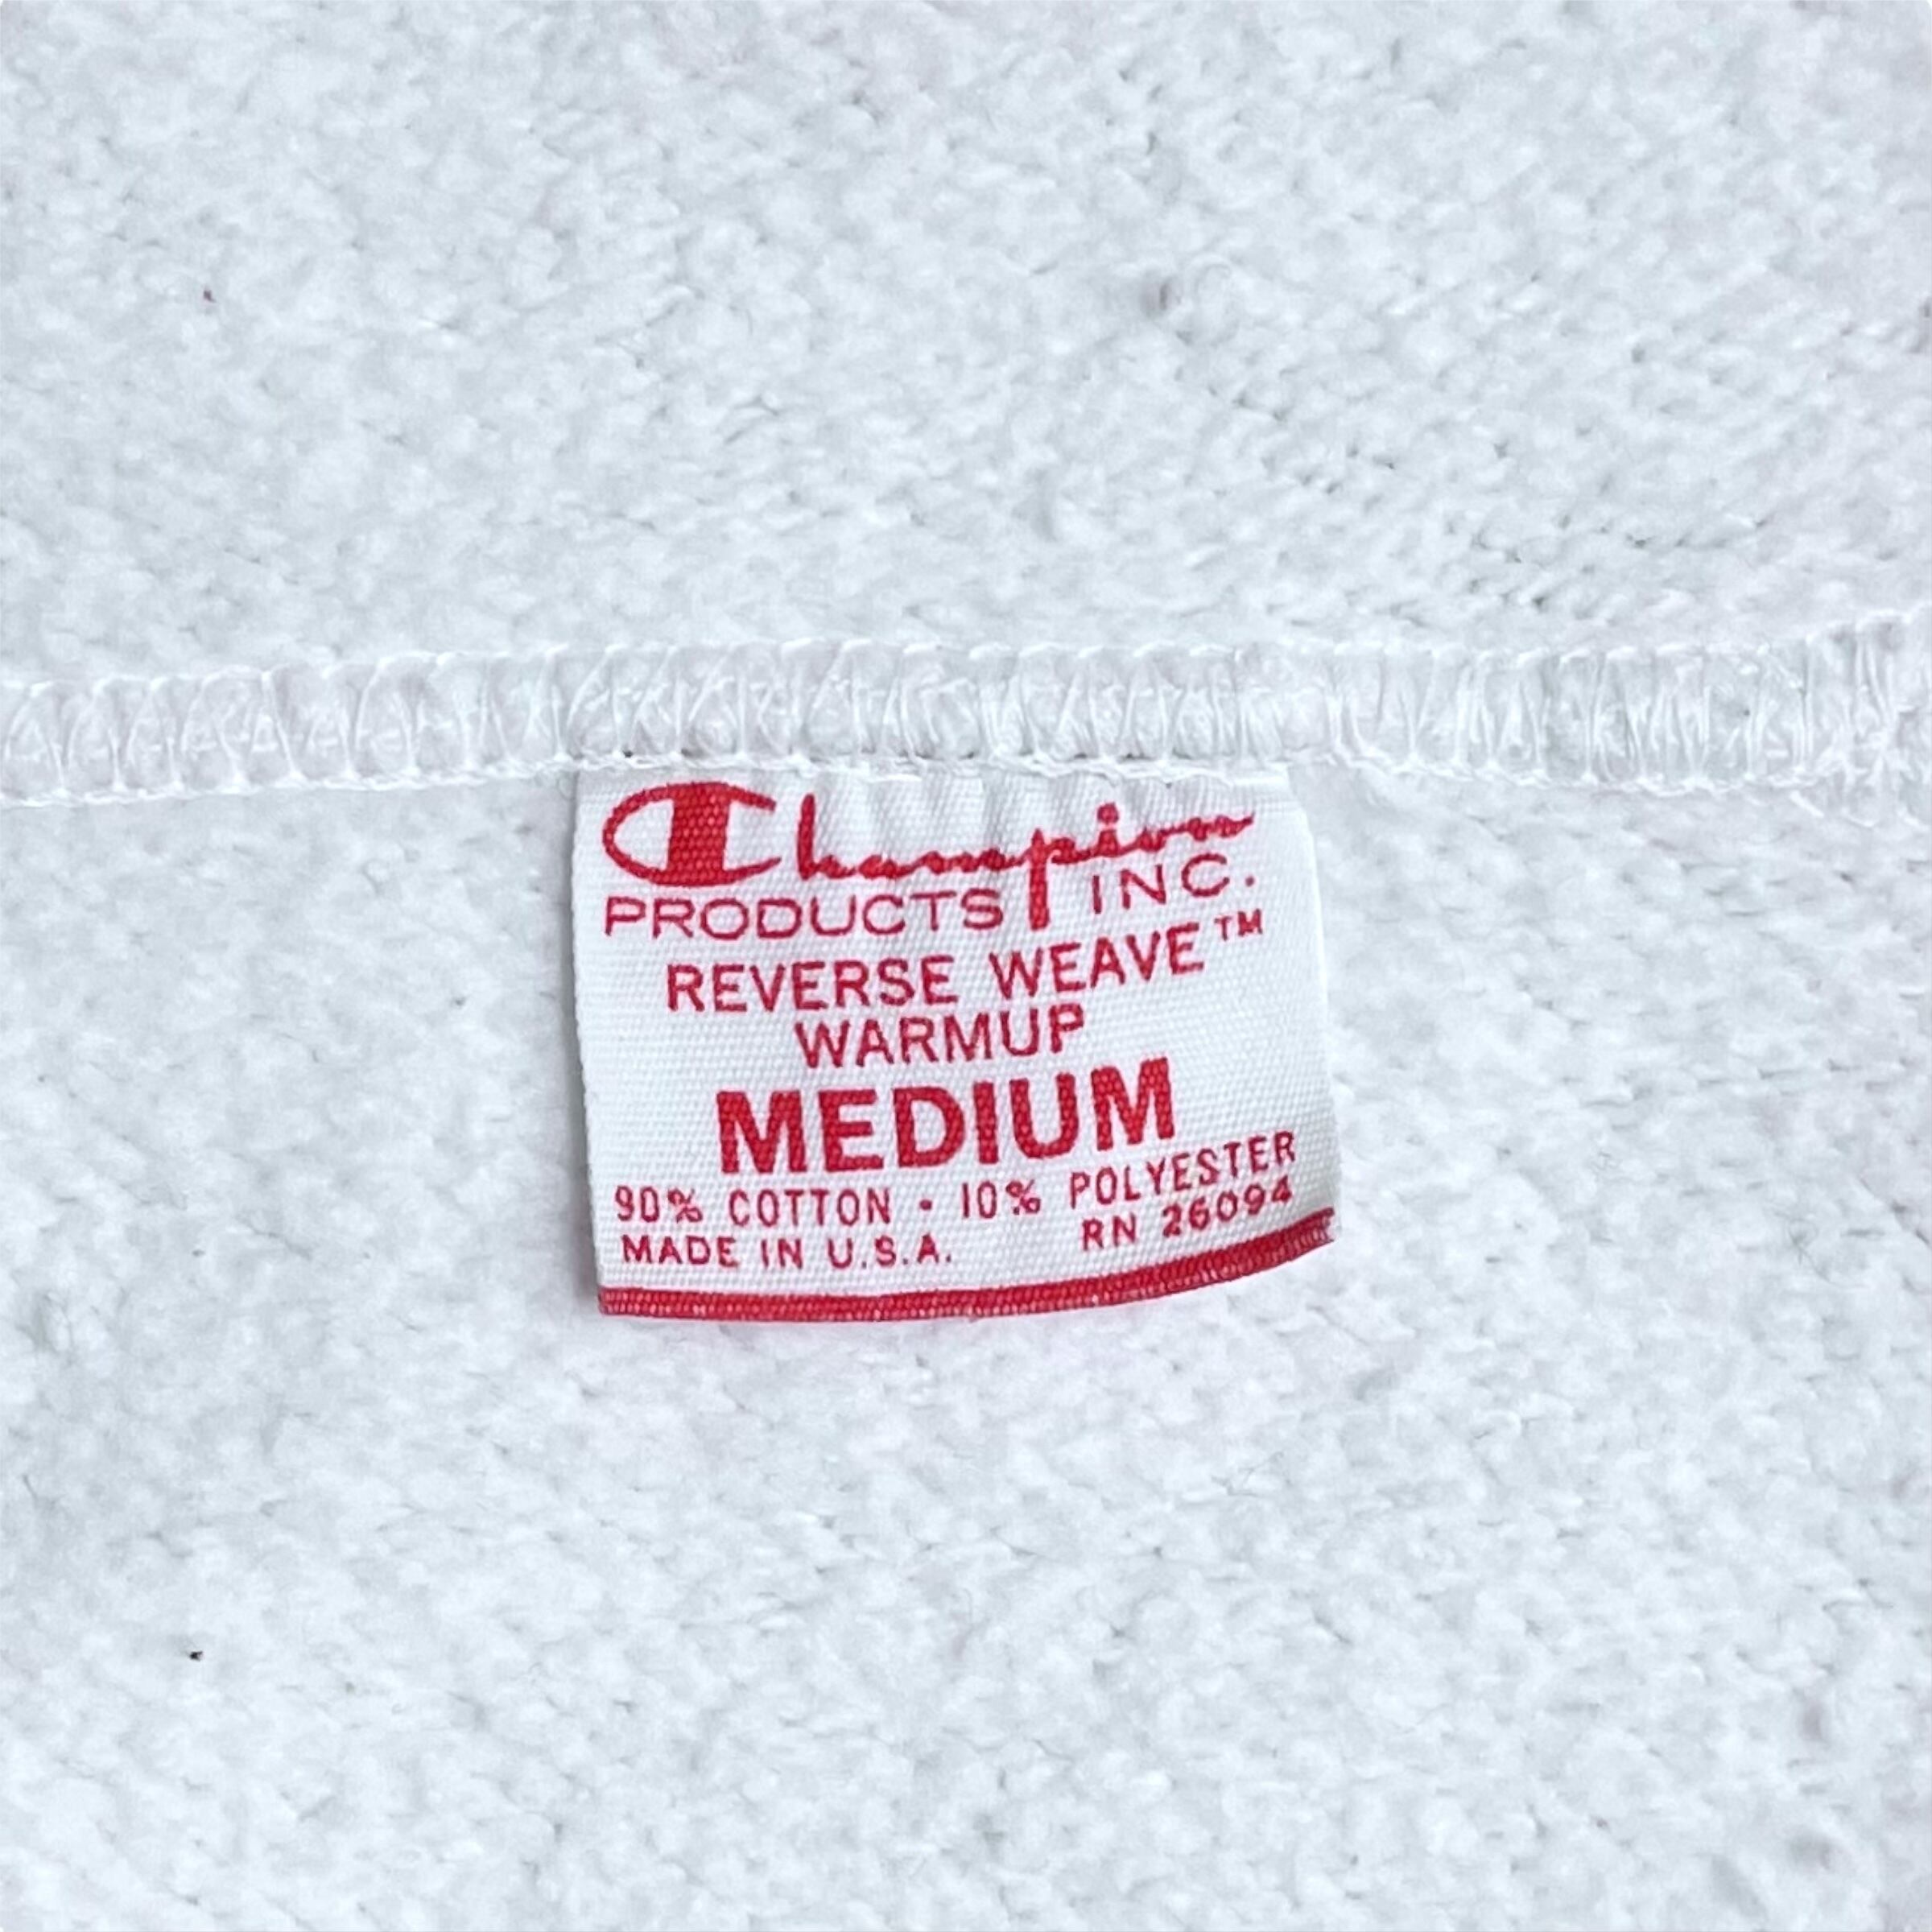 Champion
PRODUCTS INC.
REVERSE WEAVE™
WARMUP
MEDIUM
90% COTTON · 10% POLYESTER
MADE IN U.S.A. RN 26094